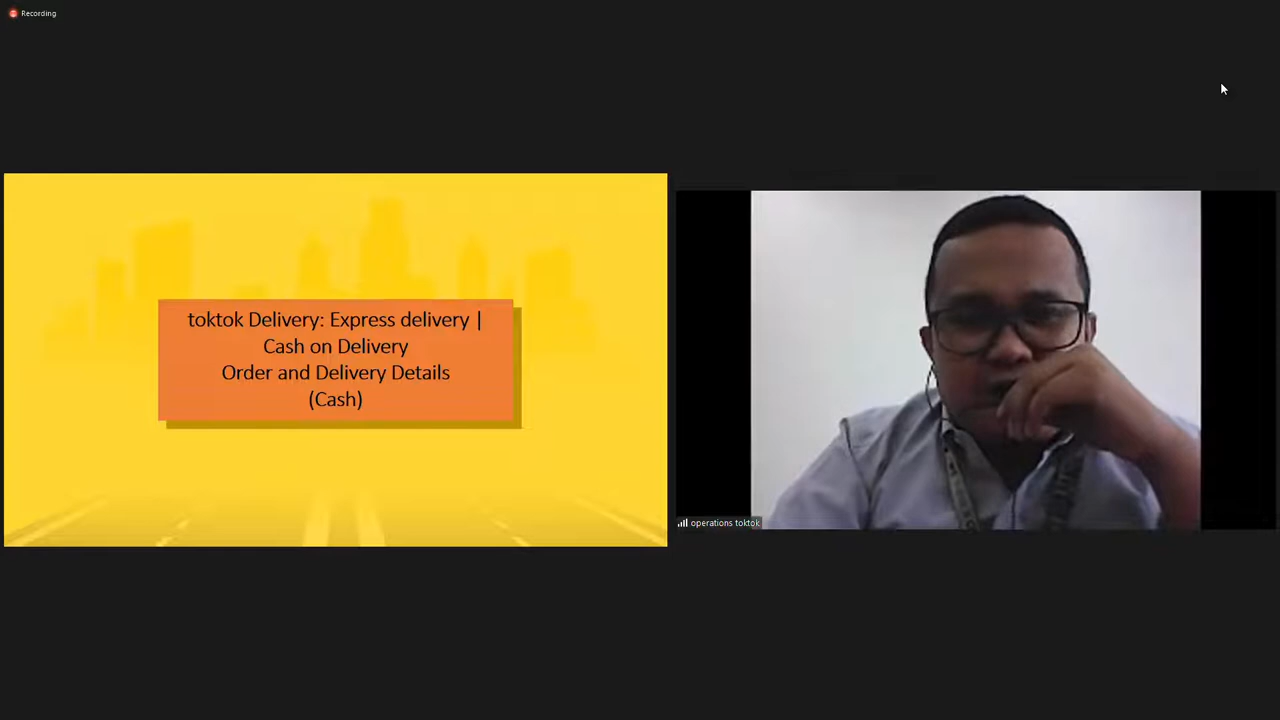 Recording
toktok Delivery: Express delivery |
Cash on Delivery
Order and Delivery Details
(Cash)
operations toktok